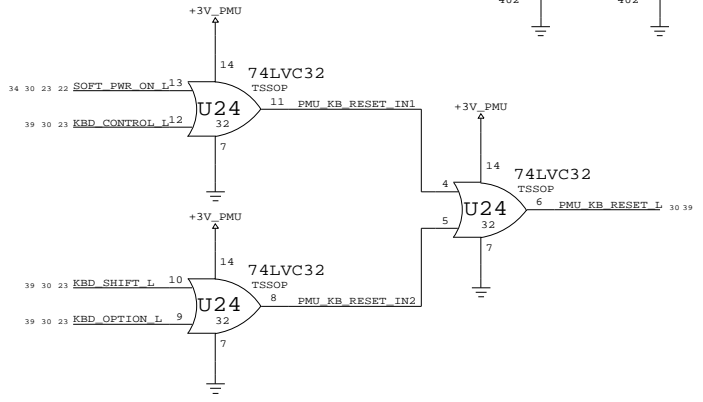 402 402
+3V_PMU
14
74LVC32
TSSOP
34 30 23 22 SOFT_PWR_ON_L 13
U24
32
11 PMU_KB_RESET_IN1
39 30 23 KBD_CONTROL_L 12
7
+3V_PMU
14
74LVC32
TSSOP
4
U24
32
6 PMU_KB_RESET_L 30 39
5
7
+3V_PMU
14
74LVC32
TSSOP
39 30 23 KBD_SHIFT_L 10
U24
32
8 PMU_KB_RESET_IN2
39 30 23 KBD_OPTION_L 9
7